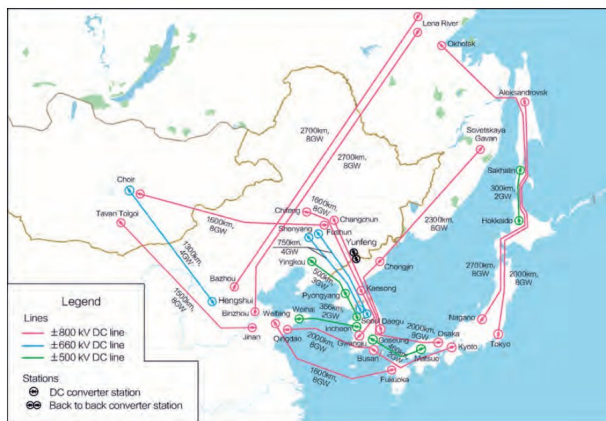 Lena River
Okhotsk
Aleksandrovsk
Sovetskaya
Gavan
2700km,
8GW
2700km,
8GW
Choir
Tavan Tolgoi
Sakhalin
300km,
2GW
Hokkaido
1600km,
8GW
Chifeng
Changchun
Shenyang
Fushun
Yunfeng
1600km,
8GW
2300km,
8GW
1300km,
4GW
1500km,
8GW
750km,
4GW
Yingkou
500km,
3GW
Chongjin
Bazhou
Hengshui
Binzhou
Pyongyang
Kaesong
2700km,
8GW
2000km,
8GW
Weihai
366km,
2GW
Weifang
Incheon
Seoul
Daegu
Jinan
Qingdao
Gwangju
Goseung
2000km,
8GW
Osaka
Nagano
Tokyo
2000km,
8GW
Busan
Matsue
Kyoto
1600km,
8GW
Fukuoka
Legend
Lines
±800 kV DC line
±660 kV DC line
±500 kV DC line
Stations
DC converter station
Back to back converter station